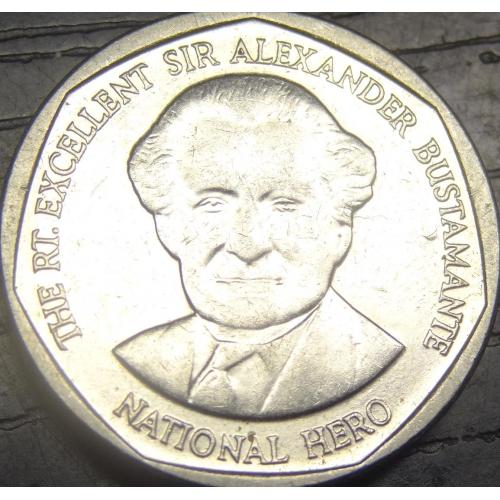 THE RT. EXCELLENT SIR ALEXANDER BUSTAMANTE
NATIONAL HERO